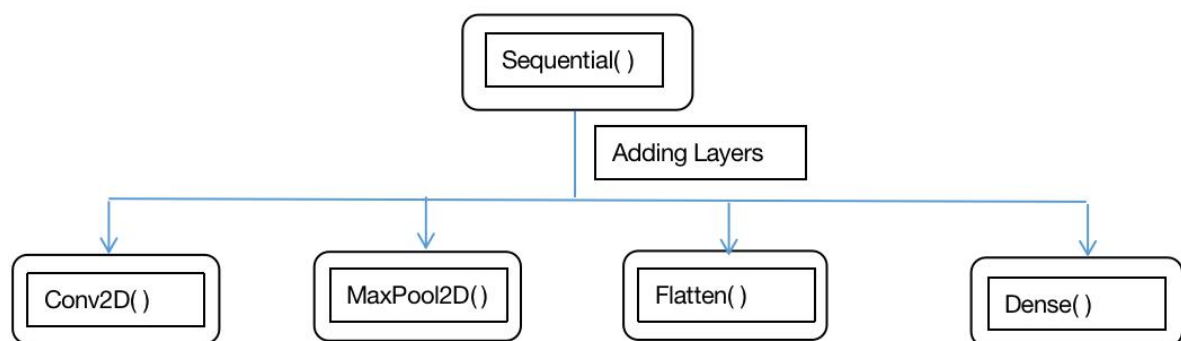 Sequential( )
Adding Layers
Conv2D( )
MaxPool2D( )
Flatten( )
Dense( )